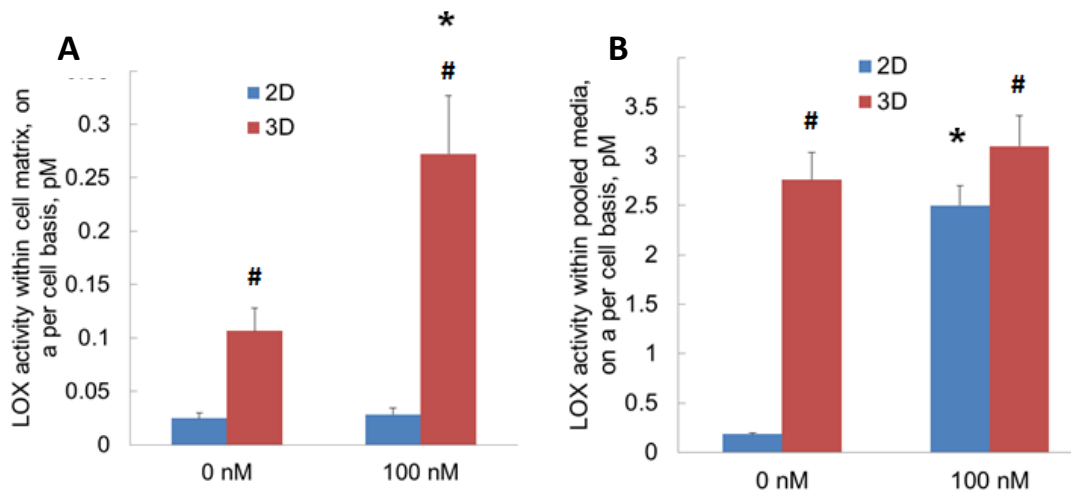 A
*
#
2D
3D
#
0.3
0.25
0.2
0.15
0.1
0.05
0
0 nM
100 nM
LOX activity within cell matrix, on
a per cell basis, pM
B
2D
3D
#
#
*
3.5
3
2.5
2
1.5
1
0.5
0
0 nM
100 nM
LOX activity within pooled media,
on a per cell basis, pM